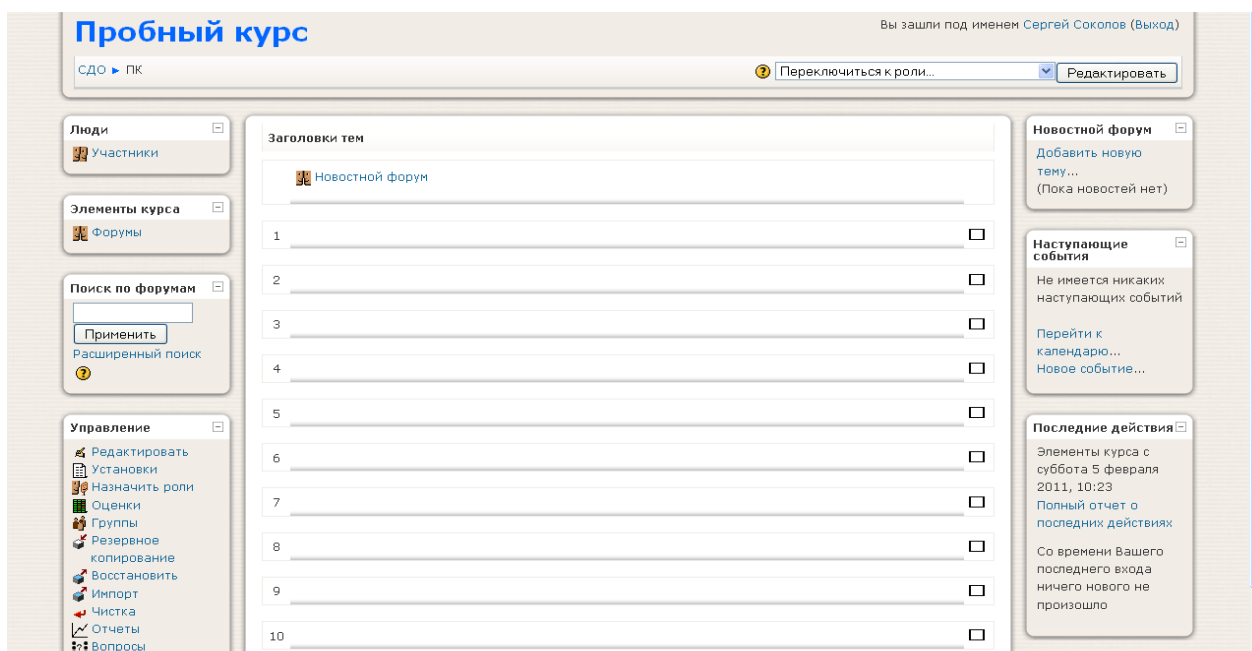 Пробный курс
Вы зашли под именем Сергей Соколов (Выход)
СДО ► ПК
Переключиться к роли...
Редактировать
Люди
Участники
Элементы курса
Форумы
Поиск по форумам
Применить
Расширенный поиск
Управление
Редактировать
Установки
Назначить роли
Оценки
Группы
Резервное
копирование
Восстановить
Импорт
Чистка
Отчеты
Вопросы
Заголовки тем
Новостной форум
1
2
3
4
5
6
7
8
9
10
Новостной форум
Добавить новую
тему...
(Пока новостей нет)
Наступающие
события
Не имеется никаких
наступающих событий
Перейти к
календарю...
Новое событие...
Последние действия
Элементы курса с
суббота 5 февраля
2011, 10:23
Полный отчет о
последних действиях
Со времени Вашего
последнего входа
ничего нового не
произошло